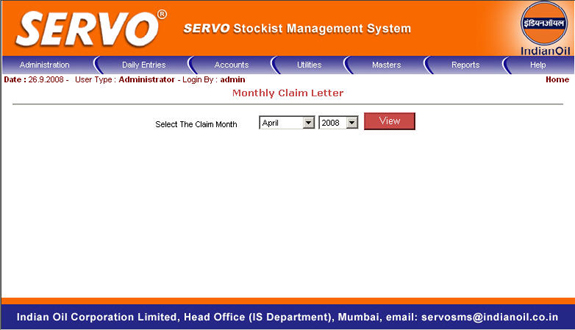 SERVO® SERVO Stockist Management System
इंडियनऑयल
IndianOil
Administration Daily Entries Accounts Utilities Masters Reports Help
Date : 26.9.2008 - User Type : Administrator - Login By : admin Home
Monthly Claim Letter
Select The Claim Month April 2008 View
Indian Oil Corporation Limited, Head Office (IS Department), Mumbai, email: servosms@indianoil.co.in